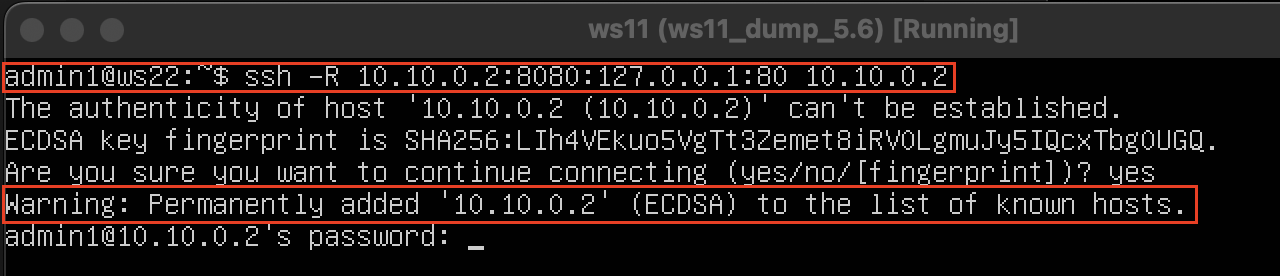 ws11 (ws11_dump_5.6) [Running]
admin1@ws22:~$ ssh -R 10.10.0.2:8080:127.0.0.1:80 10.10.0.2
The authenticity of host '10.10.0.2 (10.10.0.2)' can't be established.
ECDSA key fingerprint is SHA256:LIh4VEkuo5VgTt3Zemet8iRVOLgmuJy5IQcxTbgOUGQ.
Are you sure you want to continue connecting (yes/no/[fingerprint])? yes
Warning: Permanently added '10.10.0.2' (ECDSA) to the list of known hosts.
admin1@10.10.0.2's password: _